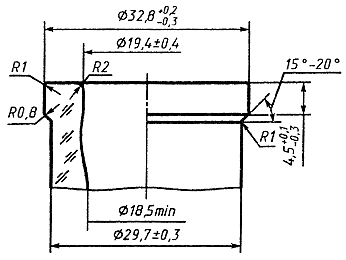 Ø32,8+0,2-0,3
Ø19,4±0,4
R1
R2
15°-20°
R0,8
R1
4,5+0,1-0,3
Ø18,5min
Ø29,7±0,3